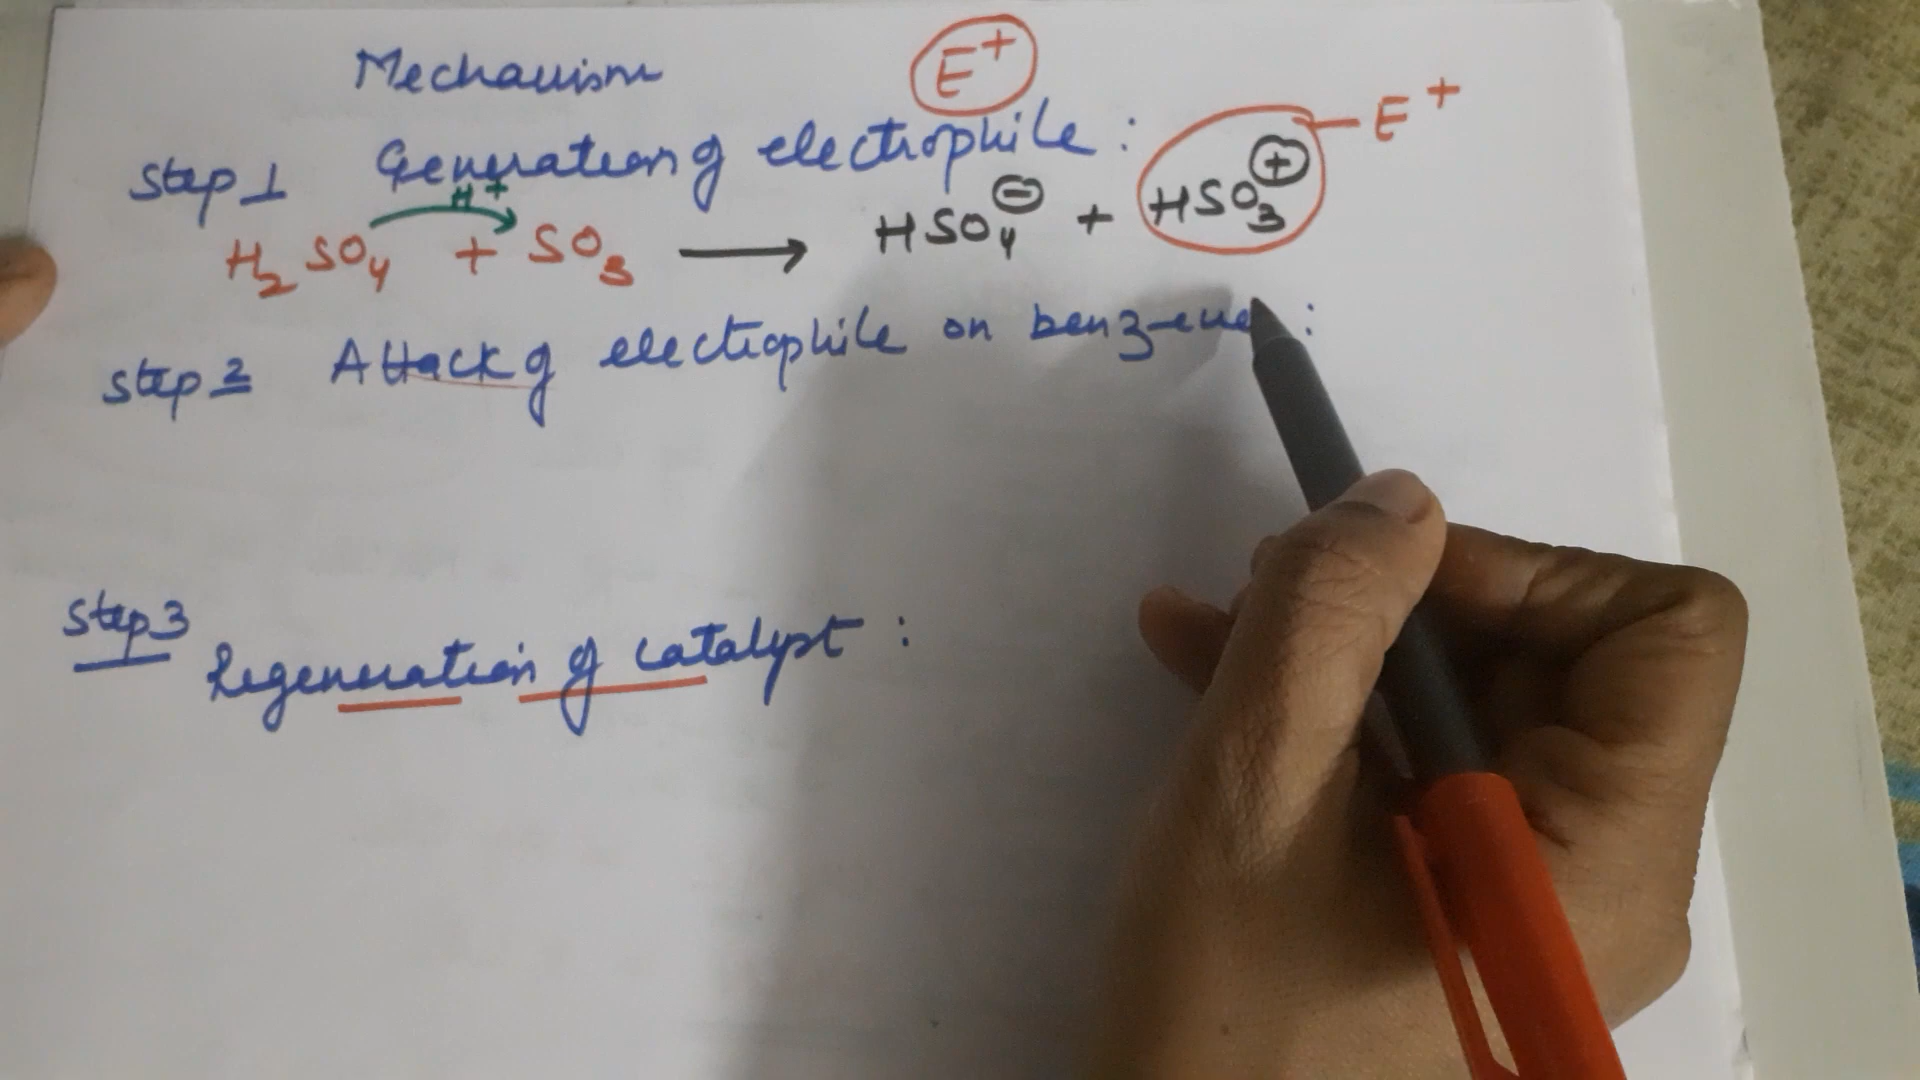 Mechanism E⁺
Step 1 Generation of electrophile : E⁺
H⁺
H₂SO₄ + SO₃ ⟶ HSO₄⊖ + HSO₃⊕
Step 2 Attack of electrophile on benzene :
Step 3
Regeneration of catalyst :